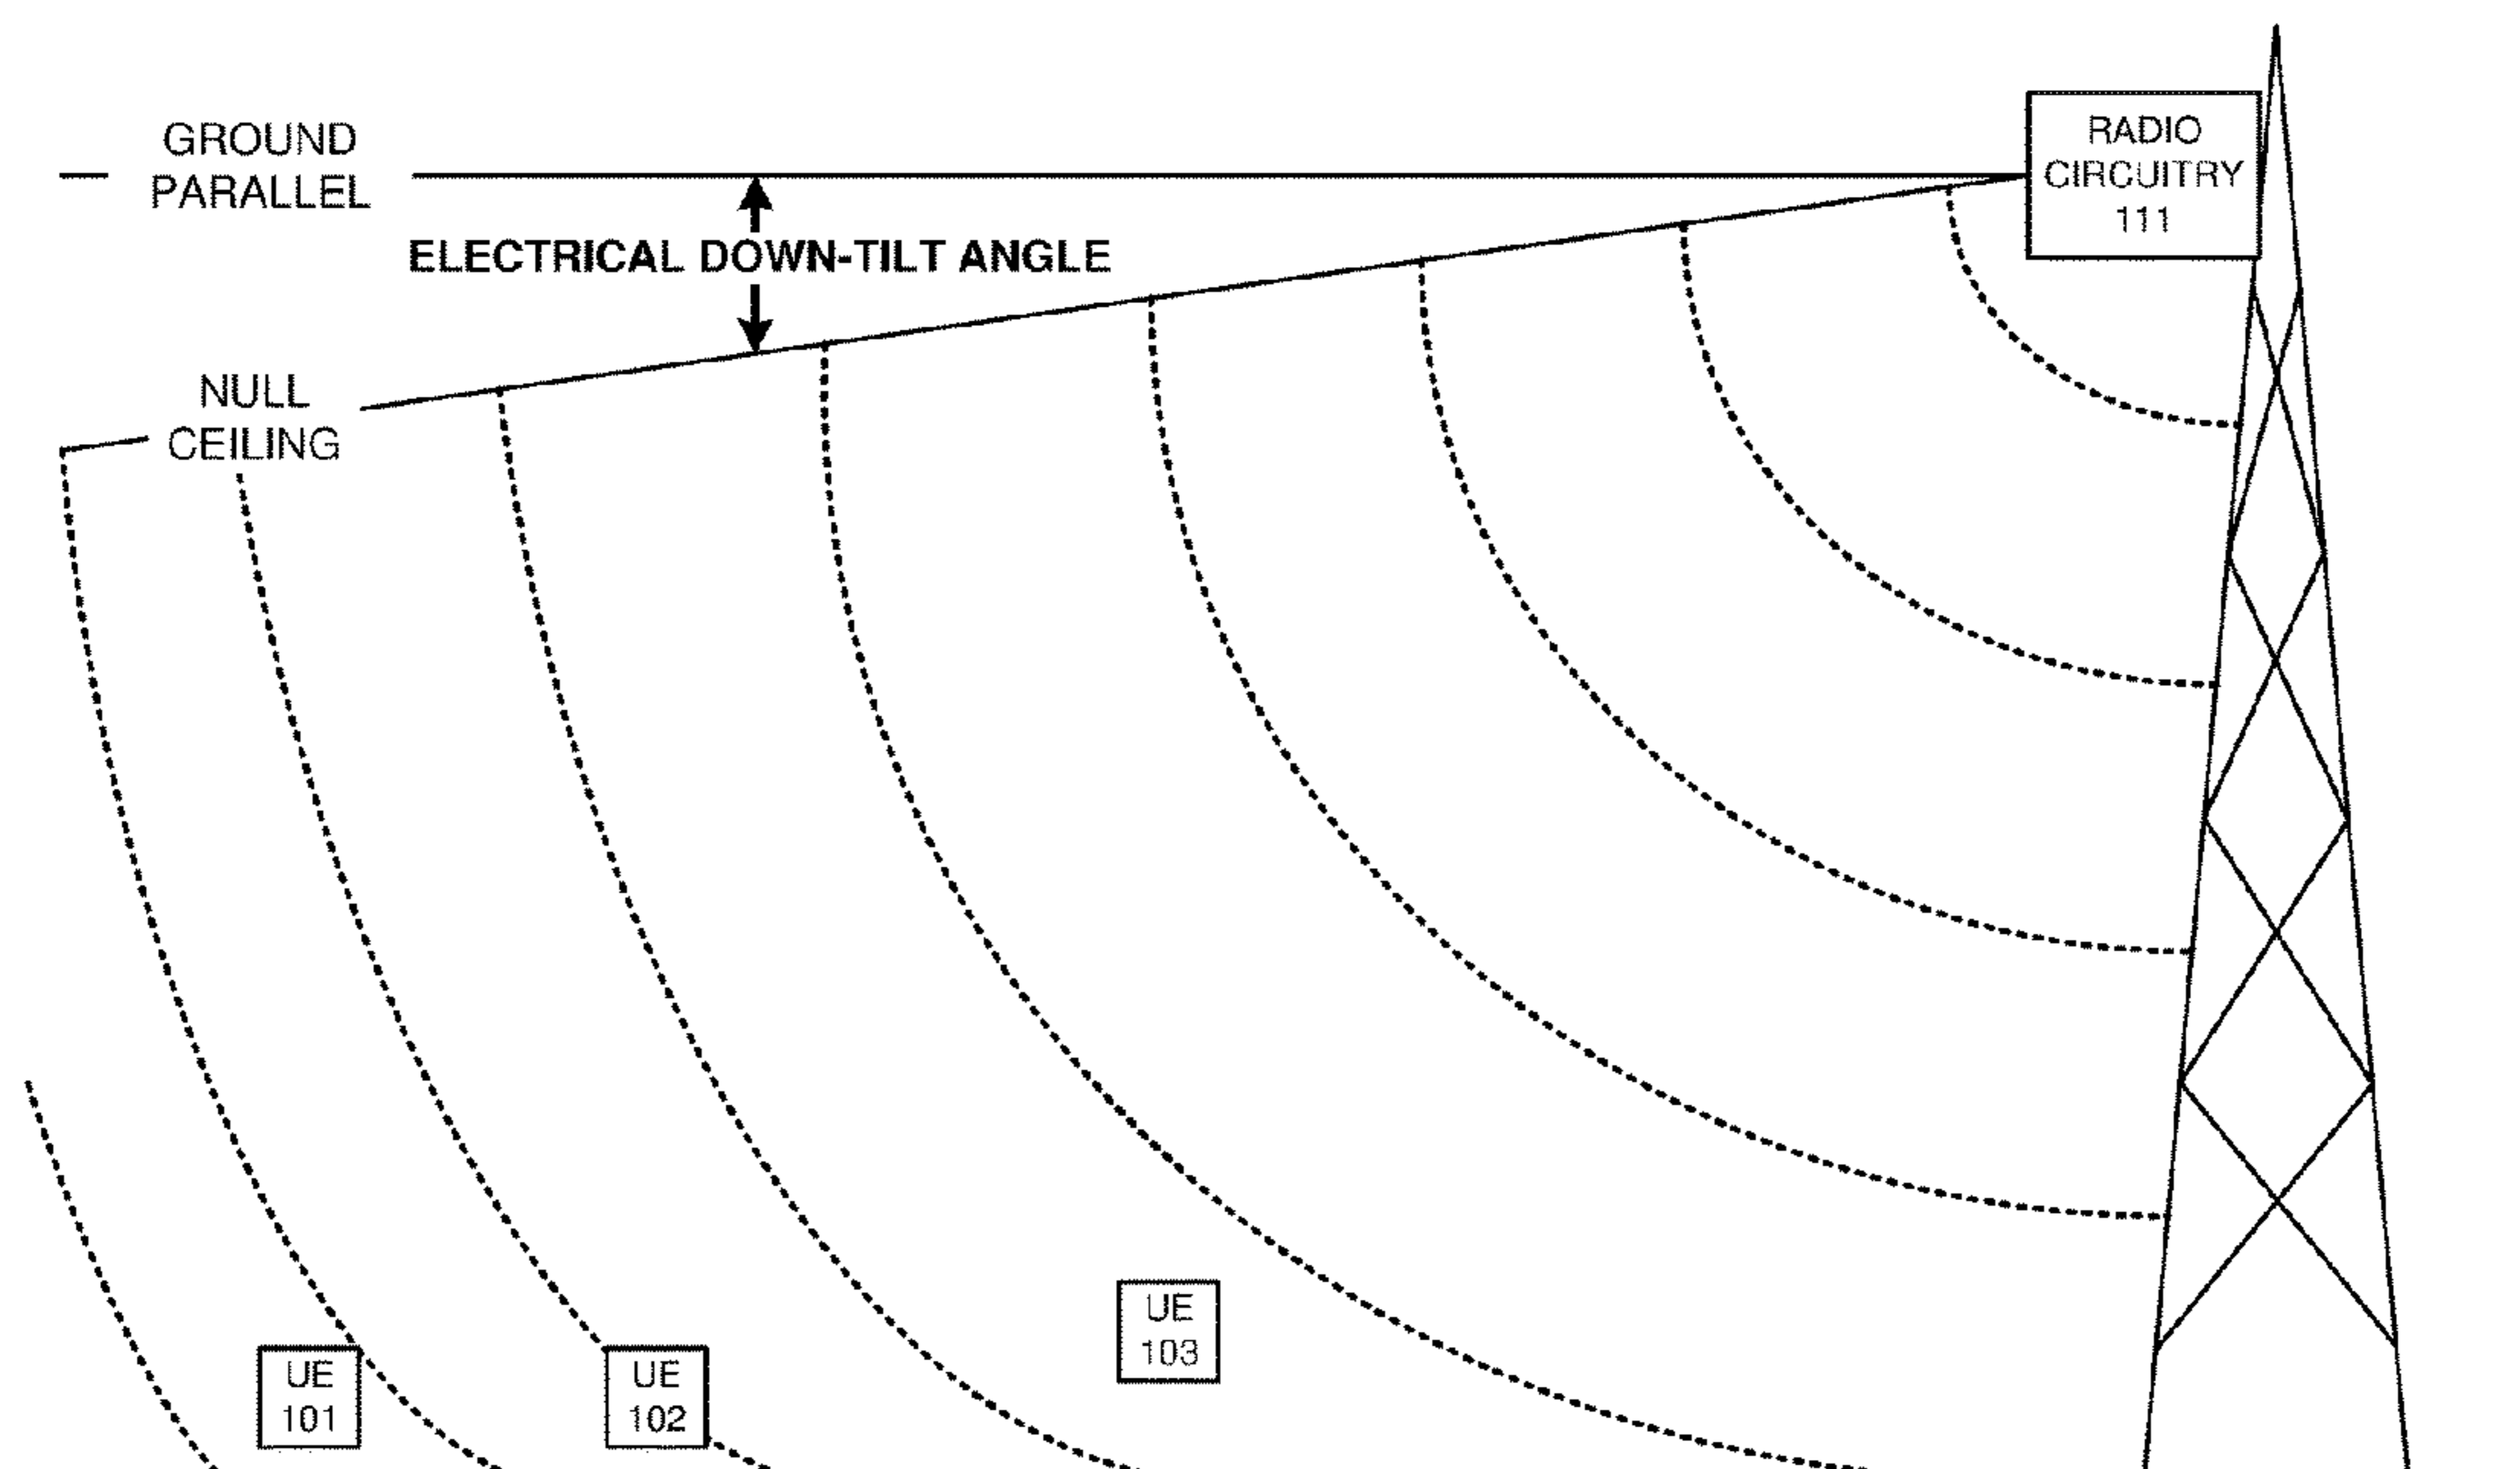 GROUND
PARALLEL
RADIO
CIRCUITRY
111
ELECTRICAL DOWN-TILT ANGLE
NULL
CEILING
UE
103
UE
101
UE
102